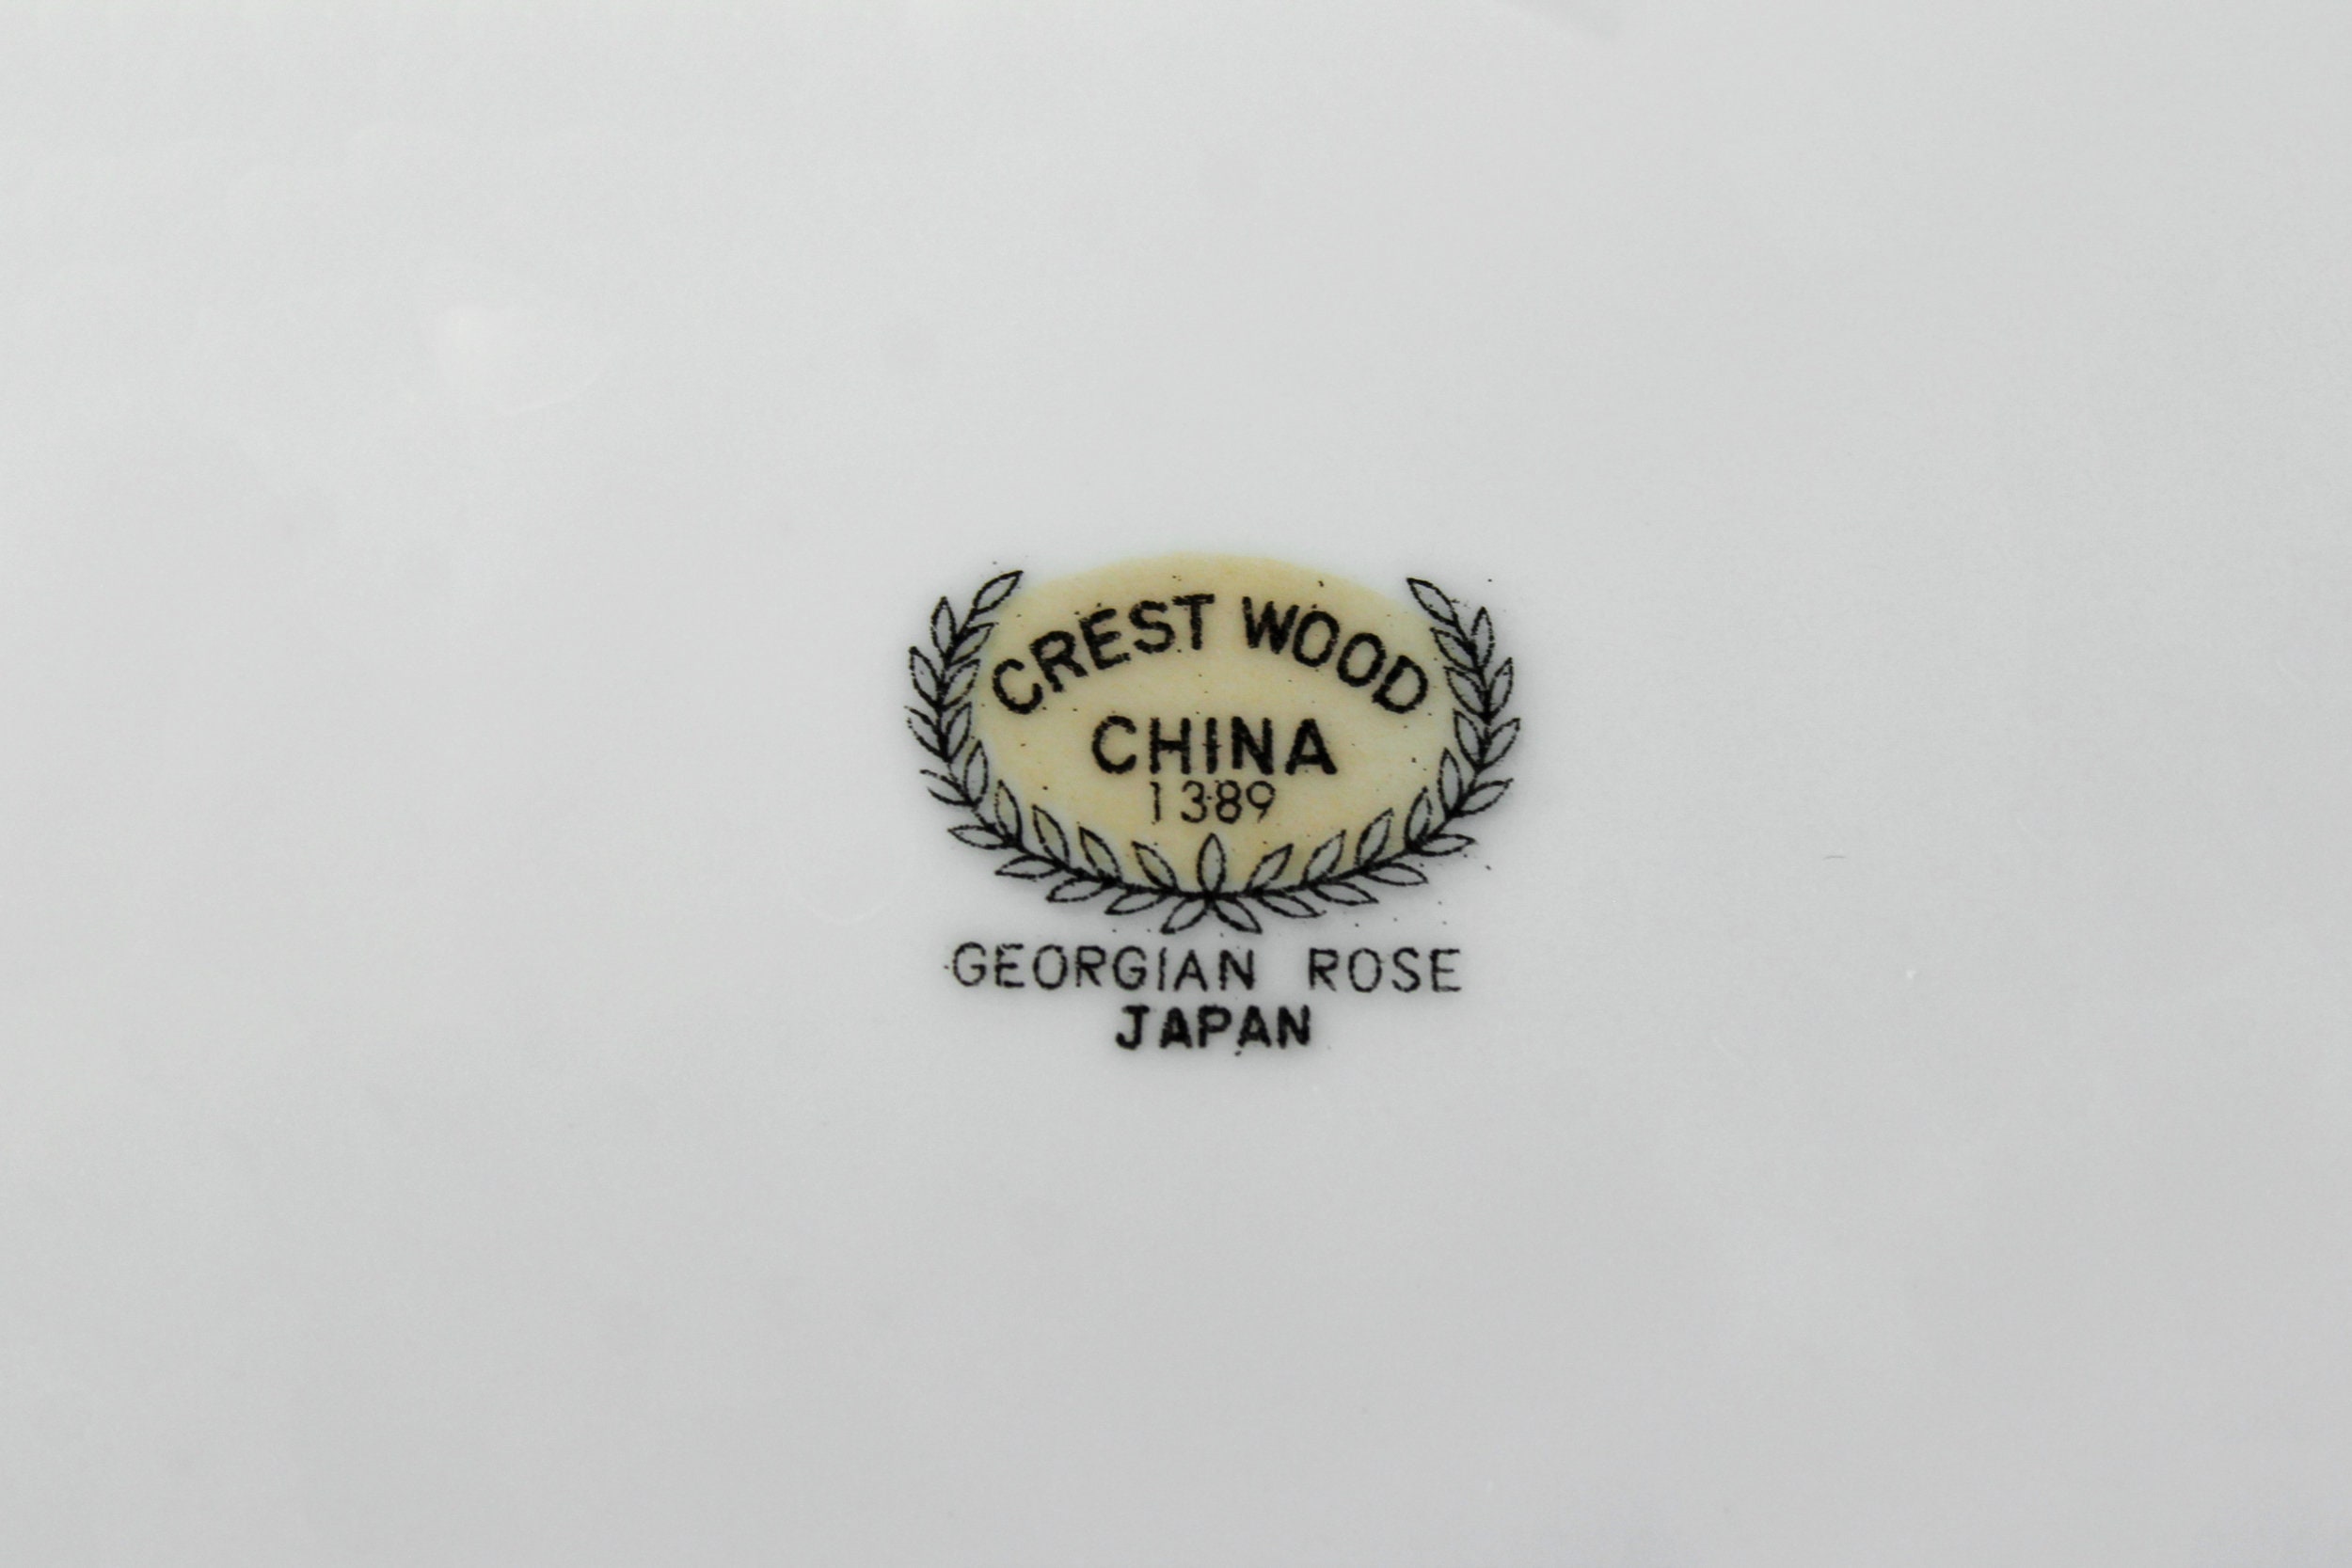 CREST WOOD
CHINA
1389
GEORGIAN ROSE
JAPAN